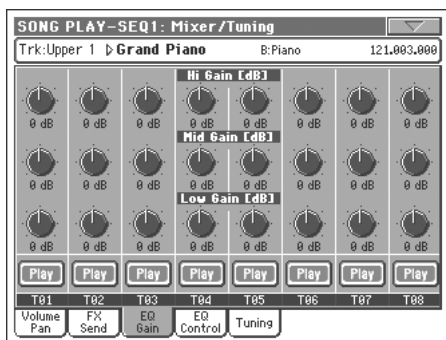 SONG PLAY-SEQ1: Mixer/Tuning
Trk:Upper 1 ▷Grand Piano B:Piano 121.003.000
Hi Gain [dB]
0 dB 0 dB 0 dB 0 dB 0 dB 0 dB 0 dB 0 dB
Mid Gain [dB]
0 dB 0 dB 0 dB 0 dB 0 dB 0 dB 0 dB 0 dB
Low Gain [dB]
0 dB 0 dB 0 dB 0 dB 0 dB 0 dB 0 dB 0 dB
Play Play Play Play Play Play Play Play
T01 T02 T03 T04 T05 T06 T07 T08
Volume Pan FX Send EQ Gain EQ Control Tuning